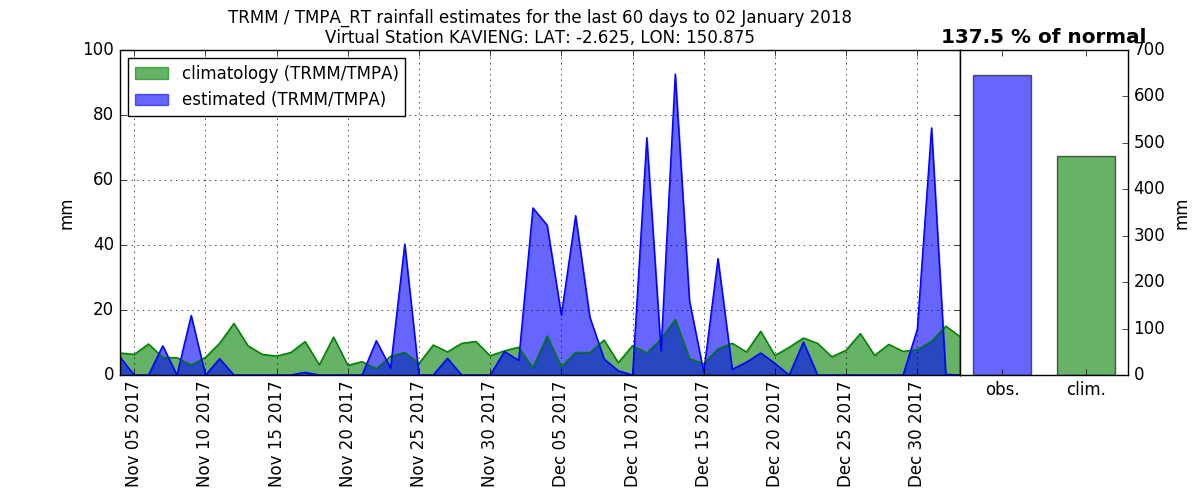 TRMM / TMPA_RT rainfall estimates for the last 60 days to 02 January 2018
Virtual Station KAVIENG: LAT: -2.625, LON: 150.875
137.5 % of normal
climatology (TRMM/TMPA)
estimated (TRMM/TMPA)
100
80
60
40
20
0
mm
Nov 05 2017
Nov 10 2017
Nov 15 2017
Nov 20 2017
Nov 25 2017
Nov 30 2017
Dec 05 2017
Dec 10 2017
Dec 15 2017
Dec 20 2017
Dec 25 2017
Dec 30 2017
obs.
clim.
700
600
500
400
300
200
100
0
mm